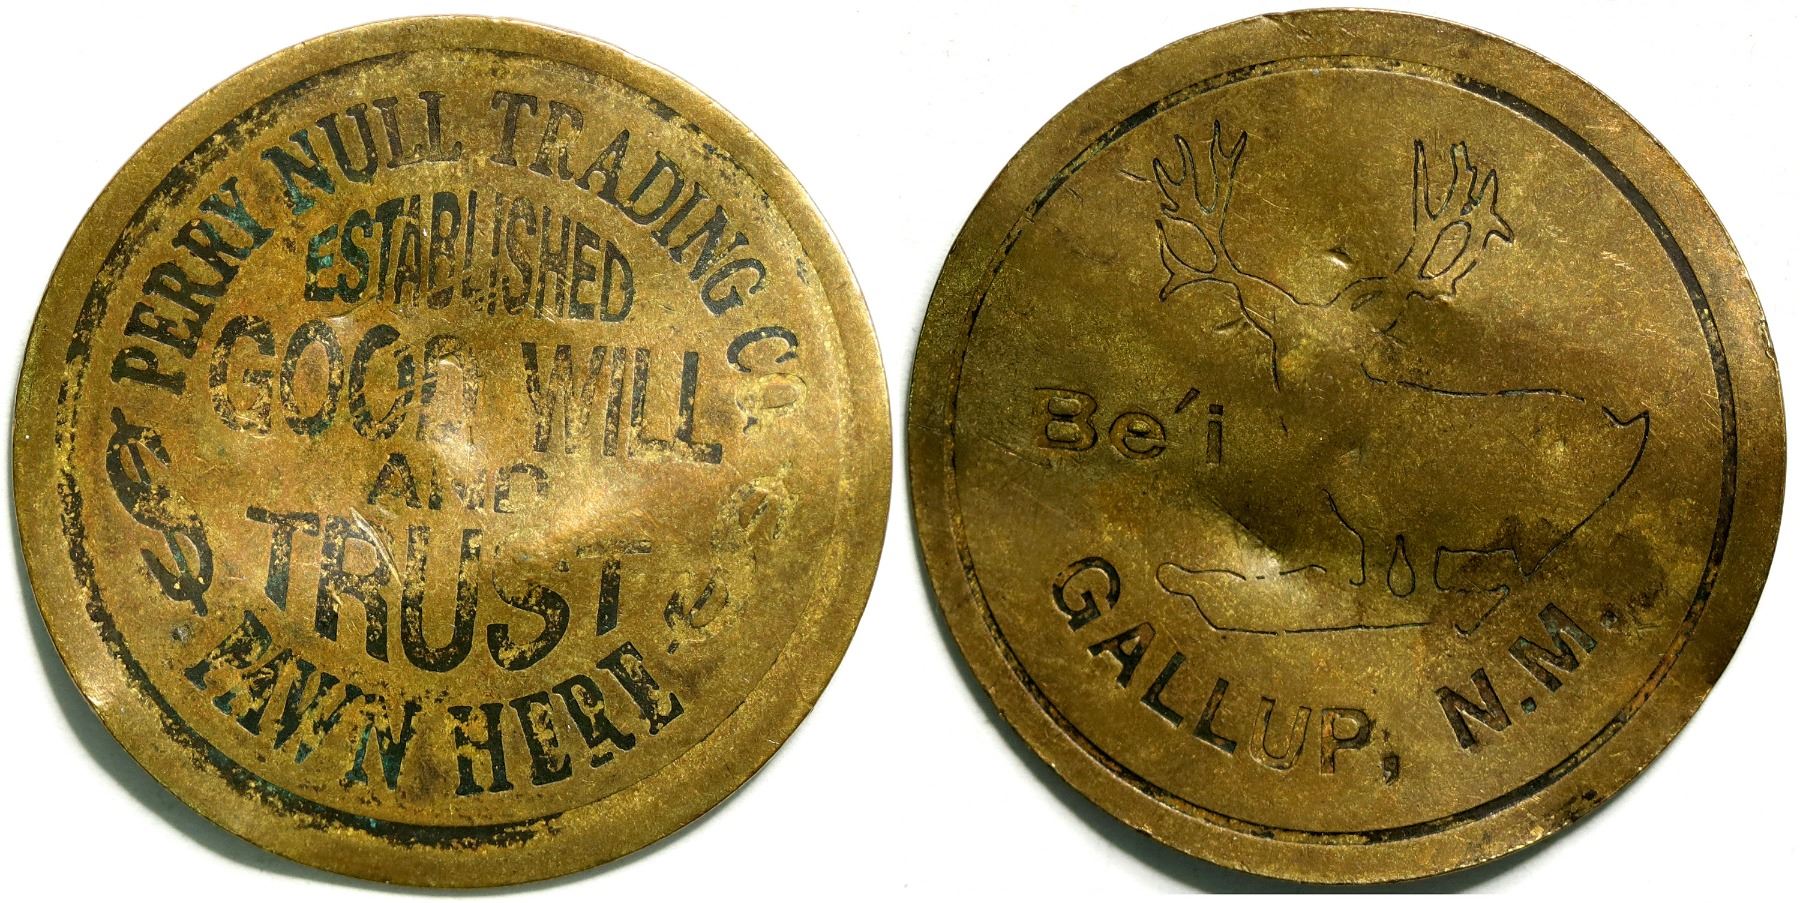 PERRY NULL TRADING CO.
ESTABLISHED
GOOD WILL
AND
TRUST
$ $
PAWN HERE
Be'i
GALLUP, N.M.